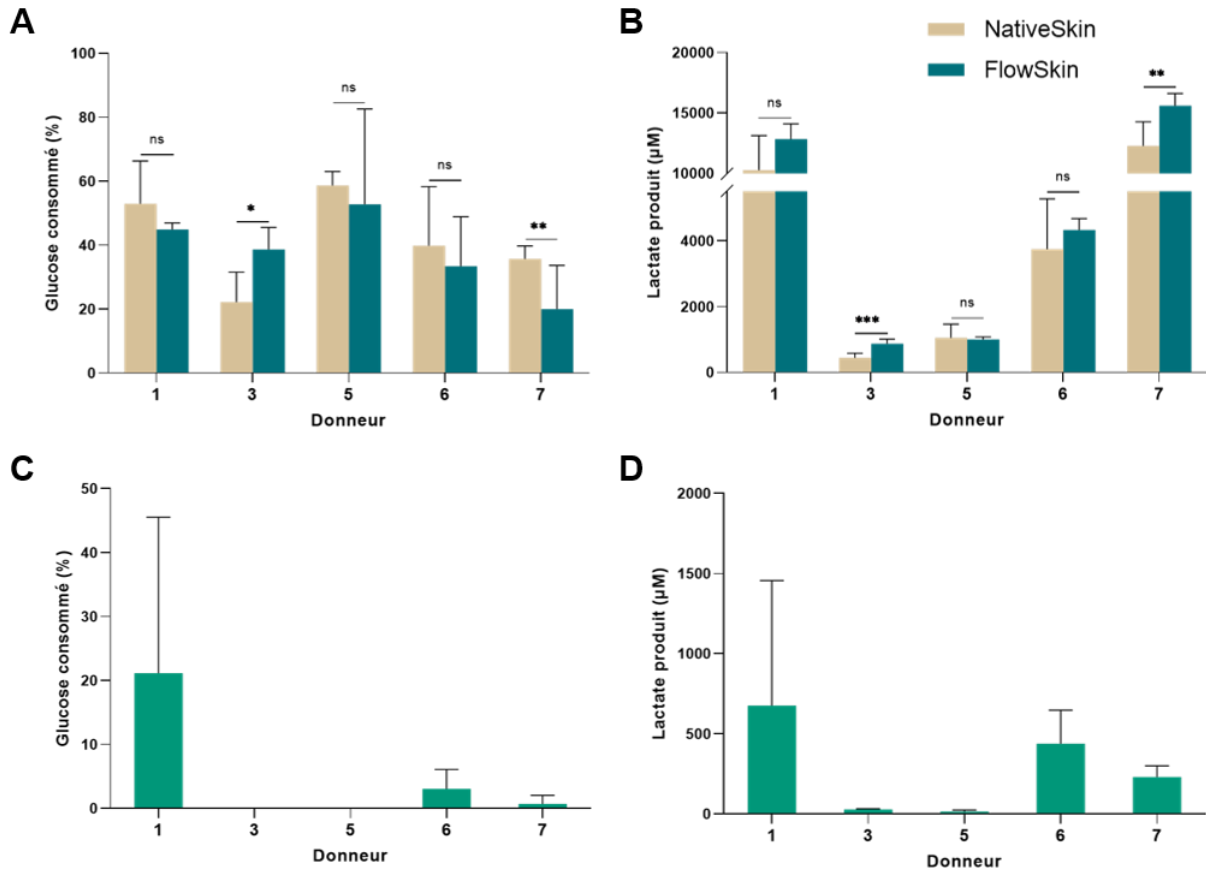 A
Glucose consommé (%)
100
80
60
40
20
0
ns
*
ns
ns
**
1 3 5 6 7
Donneur
B
NativeSkin
FlowSkin
Lactate produit (µM)
20000
15000
10000
4000
2000
0
ns
***
ns
ns
**
1 3 5 6 7
Donneur
C
Glucose consommé (%)
50
40
30
20
10
0
1 3 5 6 7
Donneur
D
Lactate produit (µM)
2000
1500
1000
500
0
1 3 5 6 7
Donneur